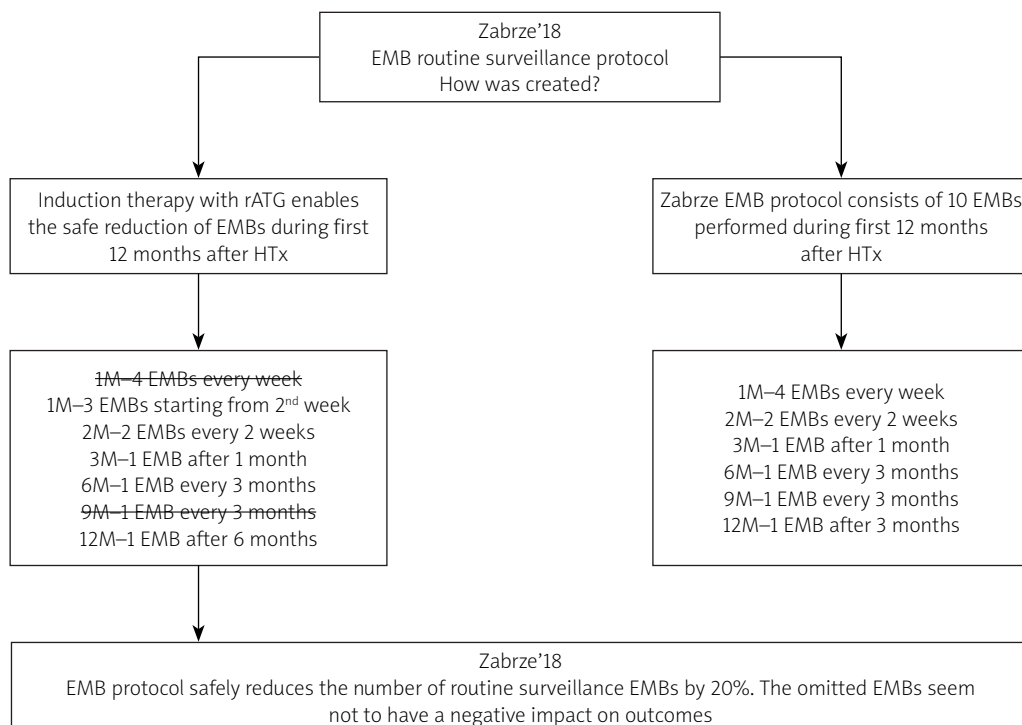 Zabrze’18
EMB routine surveillance protocol
How was created?
Induction therapy with rATG enables
the safe reduction of EMBs during first
12 months after HTx
Zabrze EMB protocol consists of 10 EMBs
performed during first 12 months
after HTx
1M–4 EMBs every week
1M–3 EMBs starting from 2nd week
2M–2 EMBs every 2 weeks
3M–1 EMB after 1 month
6M–1 EMB every 3 months
9M–1 EMB every 3 months
12M–1 EMB after 6 months
1M–4 EMBs every week
2M–2 EMBs every 2 weeks
3M–1 EMB after 1 month
6M–1 EMB every 3 months
9M–1 EMB every 3 months
12M–1 EMB after 3 months
Zabrze’18
EMB protocol safely reduces the number of routine surveillance EMBs by 20%. The omitted EMBs seem
not to have a negative impact on outcomes